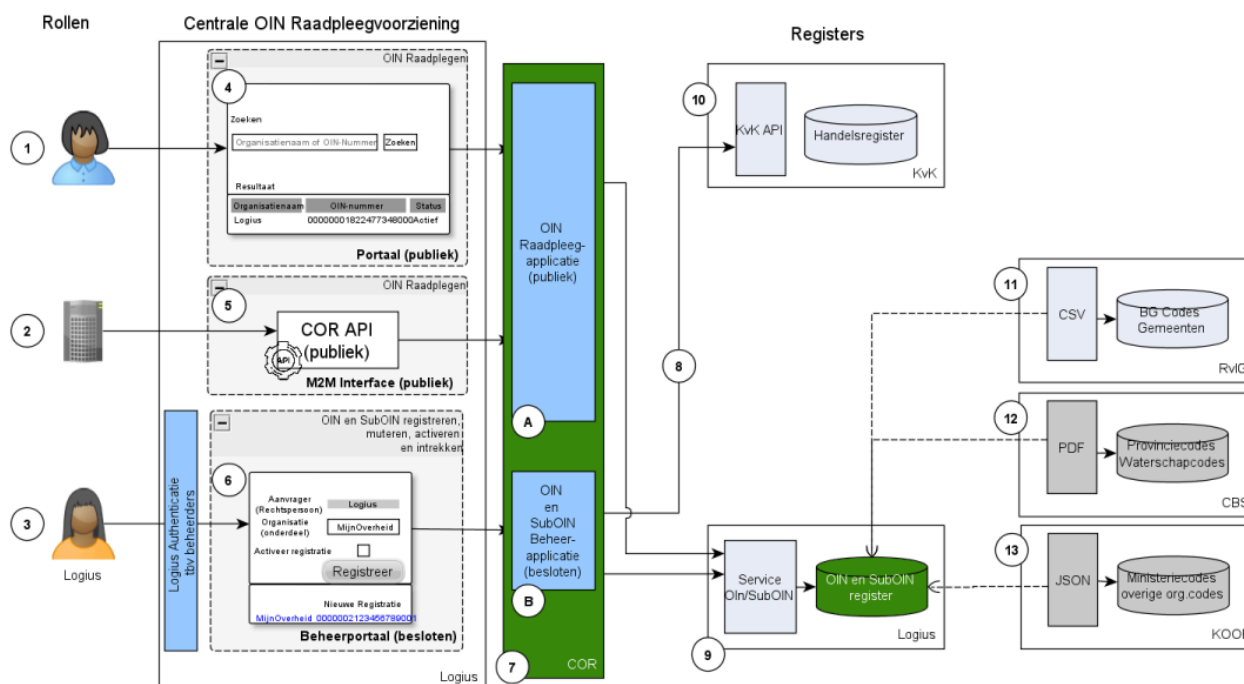 Rollen
Centrale OIN Raadpleegvoorziening
Registers
1
2
3
Logius
Logius Authenticatie
tbv beheerders
OIN Raadplegen
4
Zoeken
Organisatienaam of OIN-Nummer
Zoeken
Resultaat
Organisatienaam
OIN-nummer
Status
Logius
00000001822477348000
Actief
Portaal (publiek)
OIN Raadplegen
5
COR API
(publiek)
API
M2M Interface (publiek)
OIN en SubOIN registreren,
muteren, activeren
en intrekken
6
Aanvrager
(Rechtspersoon)
Logius
Organisatie
(onderdeel)
MijnOverheid
Activeer registratie
Registreer
Nieuwe Registratie
MijnOverheid 0000002123466789001
Beheerportaal (besloten)
Logius
OIN
Raadpleeg-
applicatie
(publiek)
A
OIN
en
SubOIN
Beheer-
applicatie
(besloten)
B
7
COR
8
10
KvK API
Handelsregister
KvK
11
CSV
BG Codes
Gemeenten
RvIG
12
PDF
Provinciecodes
Waterschapcodes
CBS
13
JSON
Ministeriecodes
overige org.codes
KOOP
Service
OIn/SubOIN
OIN en SubOIN
register
Logius
9